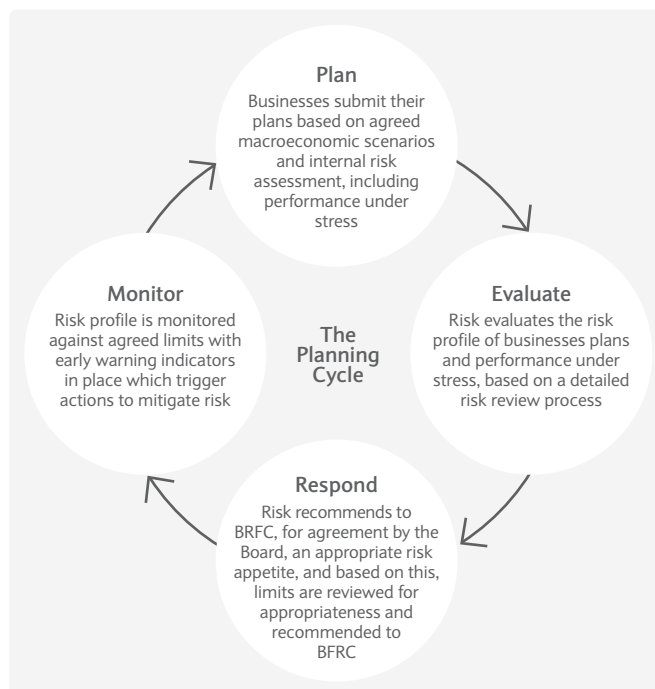 Plan
Businesses submit their
plans based on agreed
macroeconomic scenarios
and internal risk
assessment, including
performance under
stress
Monitor
Risk profile is monitored
against agreed limits with
early warning indicators
in place which trigger
actions to mitigate risk
The
Planning
Cycle
Evaluate
Risk evaluates the risk
profile of businesses plans
and performance under
stress, based on a detailed
risk review process
Respond
Risk recommends to
BRFC, for agreement by the
Board, an appropriate risk
appetite, and based on this,
limits are reviewed for
appropriateness and
recommended to
BFRC